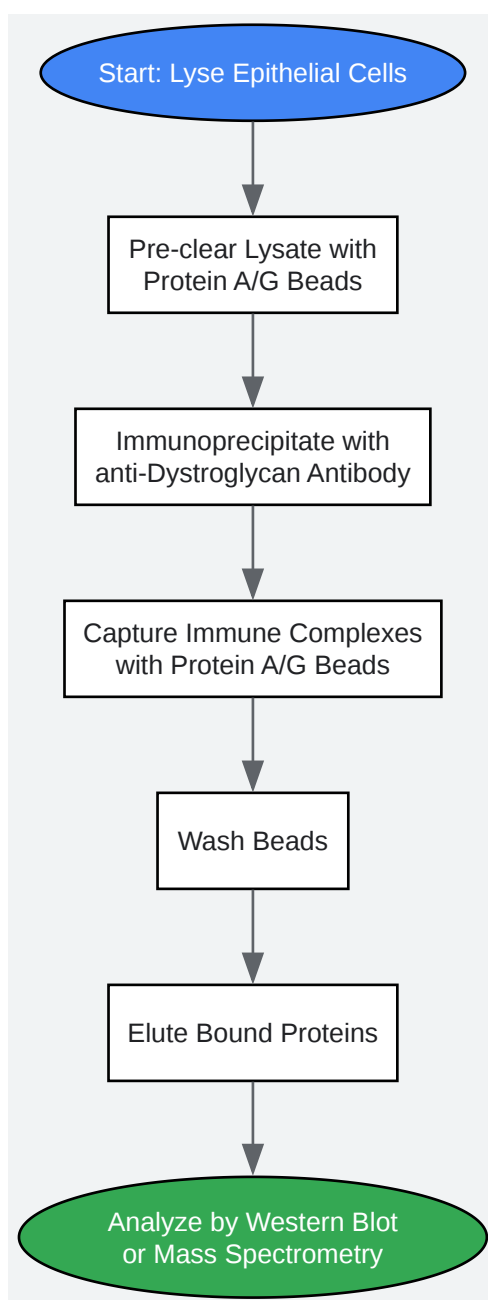 Start: Lyse Epithelial Cells
Pre-clear Lysate with
Protein A/G Beads
Immunoprecipitate with
anti-Dystroglycan Antibody
Capture Immune Complexes
with Protein A/G Beads
Wash Beads
Elute Bound Proteins
Analyze by Western Blot
or Mass Spectrometry